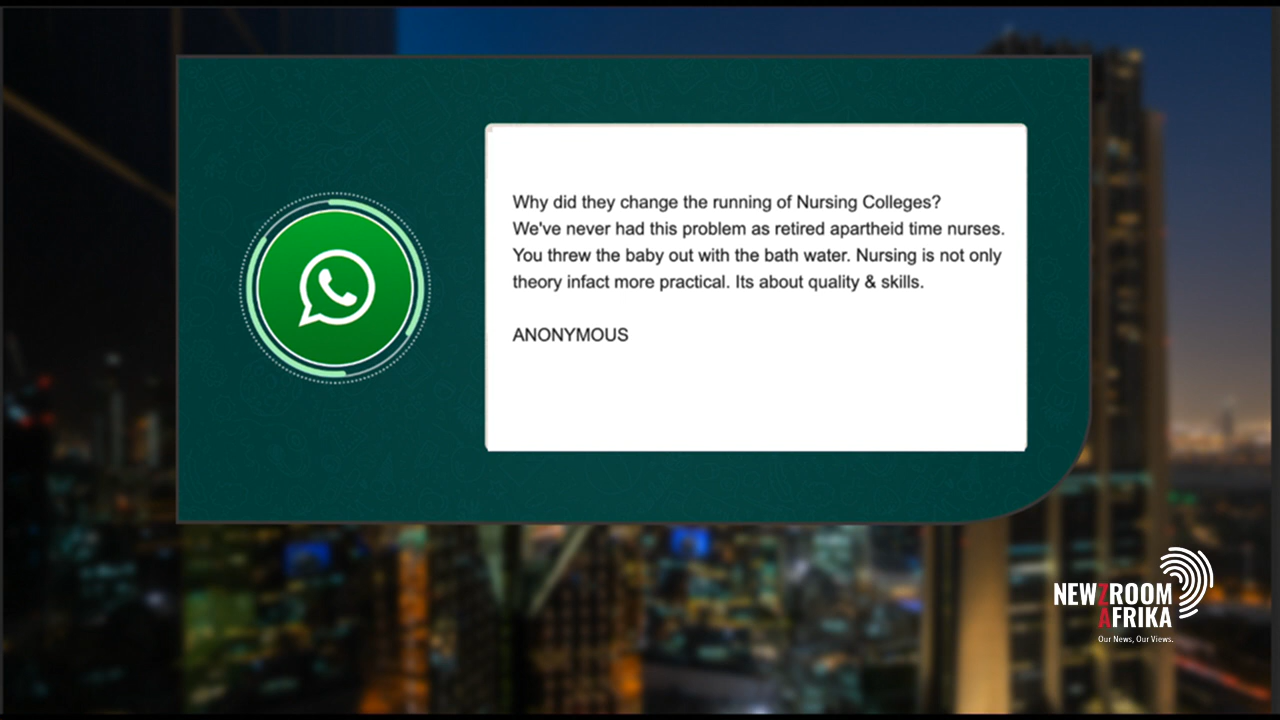 Why did they change the running of Nursing Colleges?
We've never had this problem as retired apartheid time nurses.
You threw the baby out with the bath water. Nursing is not only
theory infact more practical. Its about quality & skills.
ANONYMOUS
NEWZROOM
AFRIKA
Our News, Our Views.